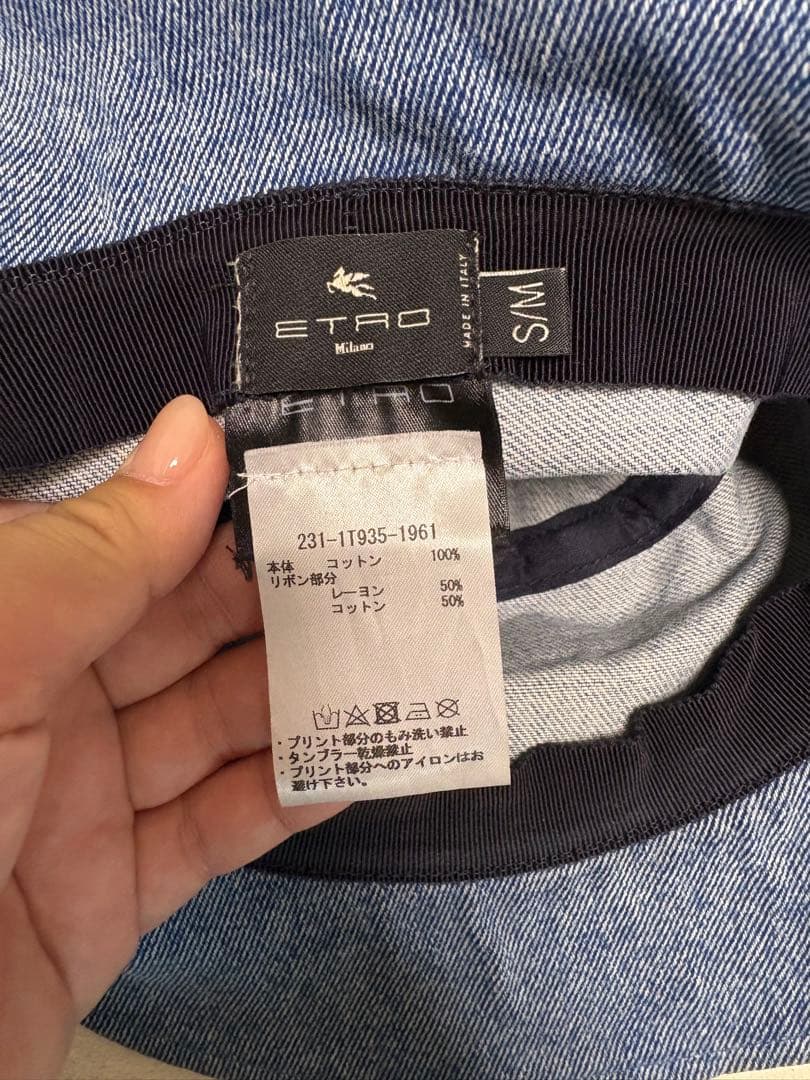 ETRO
Milano
MADE IN ITALY
S/M
ETRO
231-1T935-1961
本体 コットン 100%
リボン部分
レーヨン 50%
コットン 50%
・プリント部分のもみ洗い禁止
・タンブラー乾燥禁止
・プリント部分へのアイロンはお
避け下さい。